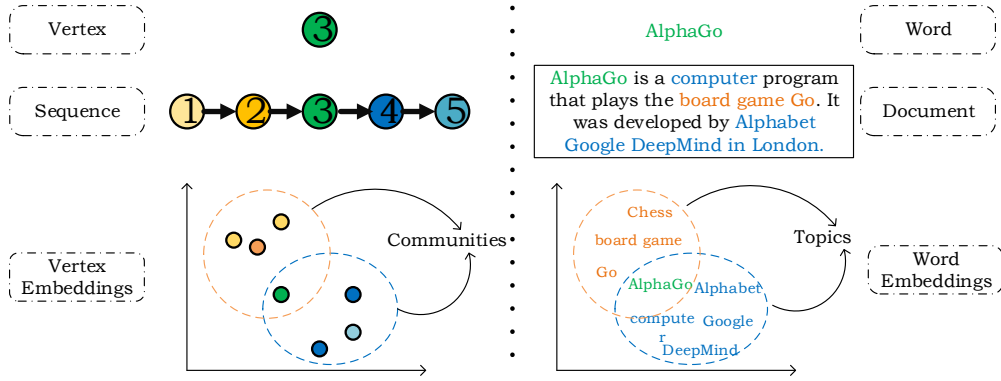 Vertex
3
AlphaGo
Word
Sequence
1 2 3 4 5
AlphaGo is a computer program
that plays the board game Go. It
was developed by Alphabet
Google DeepMind in London.
Document
Vertex
Embeddings
Communities
Chess
board game
Go
AlphaGo
Alphabet
compute
r
Google
DeepMind
Topics
Word
Embeddings